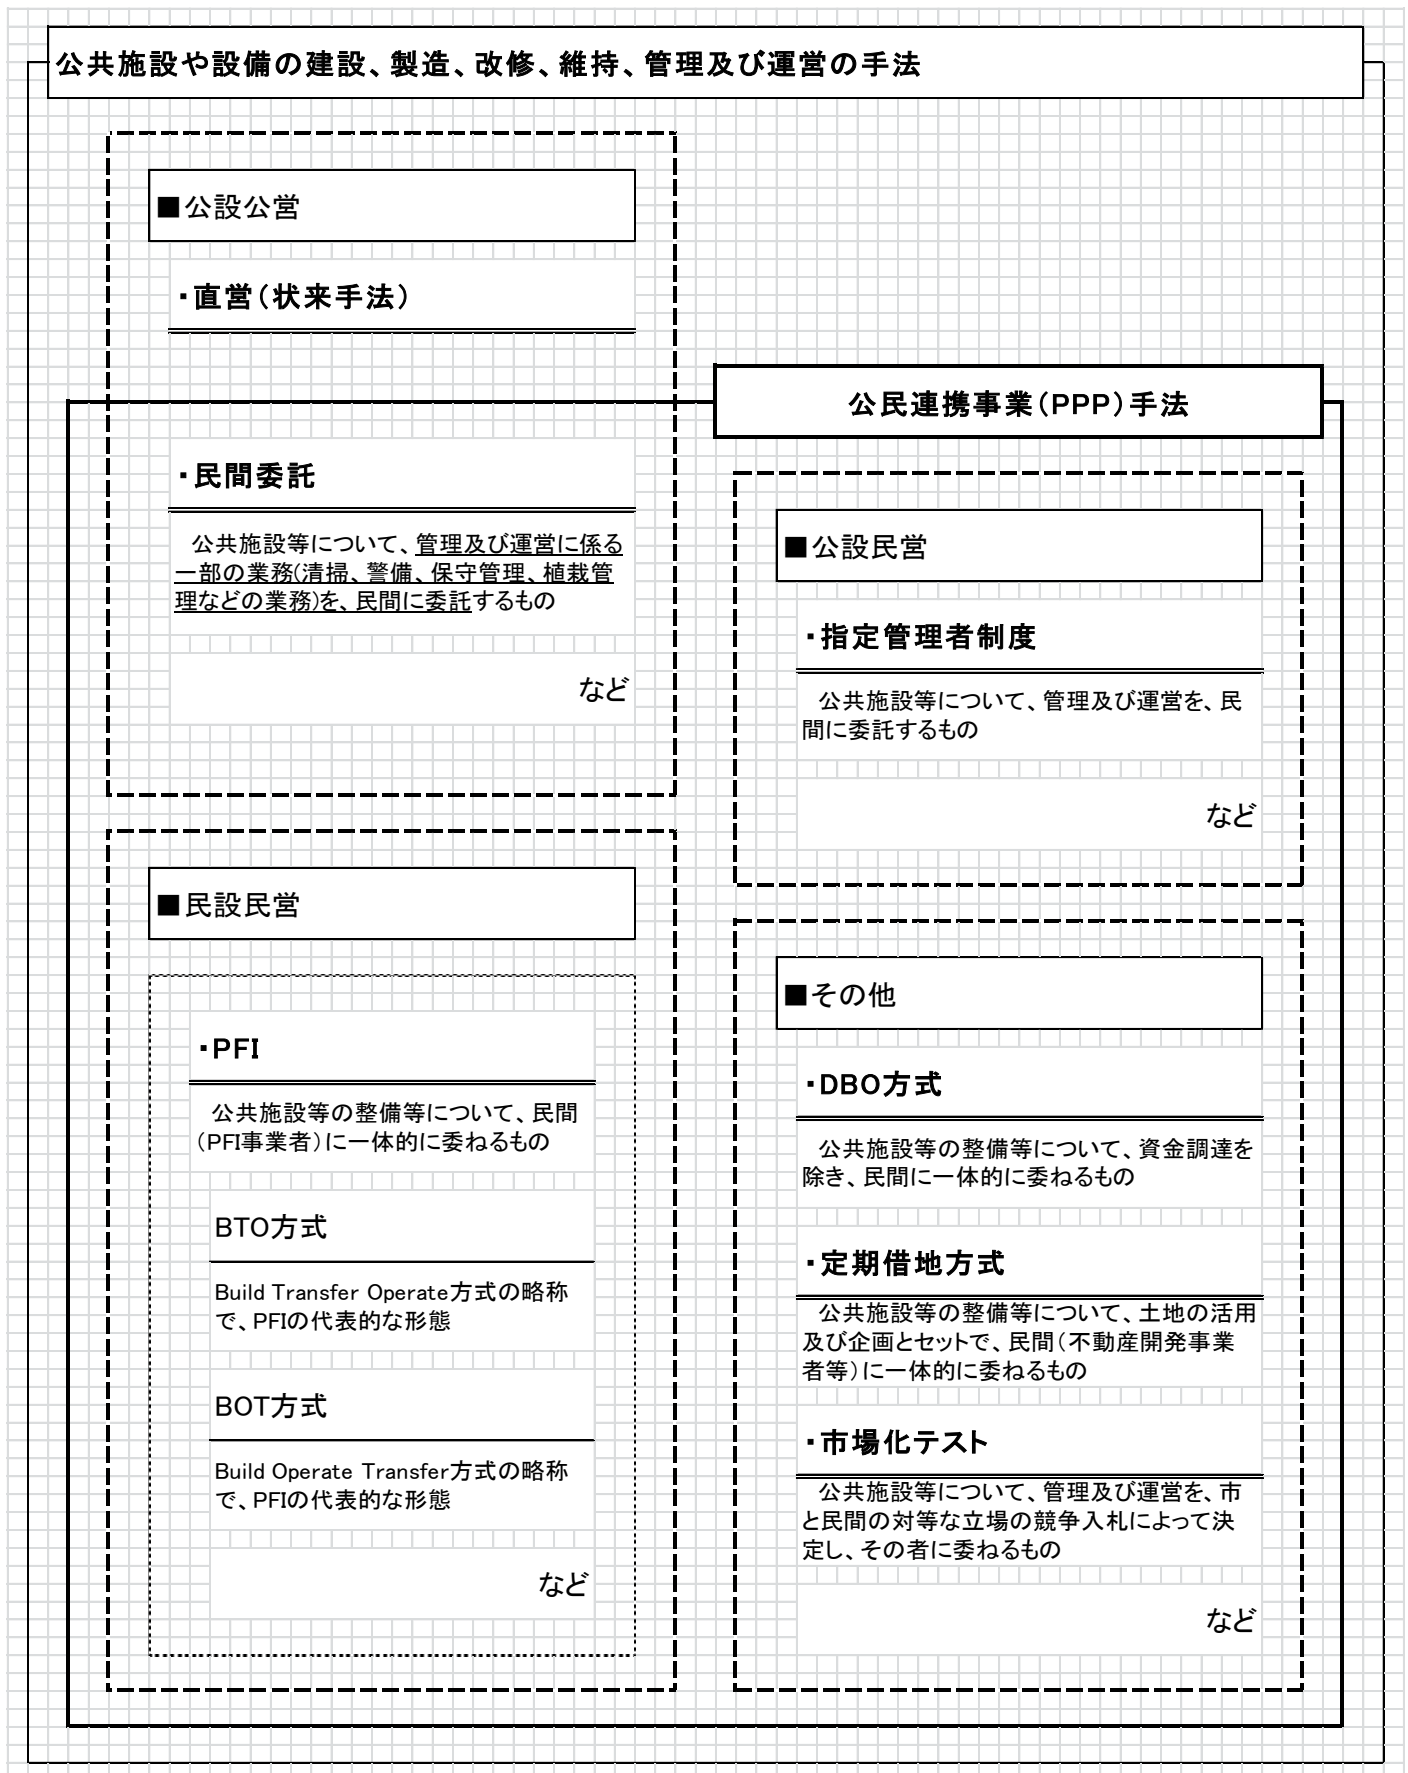 公共施設や設備の建設、製造、改修、維持、管理及び運営の手法
■公設公営
・直営(状来手法)
公民連携事業(PPP)手法
・民間委託
公共施設等について、管理及び運営に係る
一部の業務(清掃、警備、保守管理、植栽管
理などの業務)を、民間に委託するもの
など
■公設民営
・指定管理者制度
公共施設等について、管理及び運営を、民
間に委託するもの
など
■民設民営
・PFI
公共施設等の整備等について、民間
(PFI事業者)に一体的に委ねるもの
BTO方式
Build Transfer Operate方式の略称
で、PFIの代表的な形態
BOT方式
Build Operate Transfer方式の略称
で、PFIの代表的な形態
など
■その他
・DBO方式
公共施設等の整備等について、資金調達を
除き、民間に一体的に委ねるもの
・定期借地方式
公共施設等の整備等について、土地の活用
及び企画とセットで、民間(不動産開発事業
者等)に一体的に委ねるもの
・市場化テスト
公共施設等について、管理及び運営を、市
と民間の対等な立場の競争入札によって決
定し、その者に委ねるもの
など